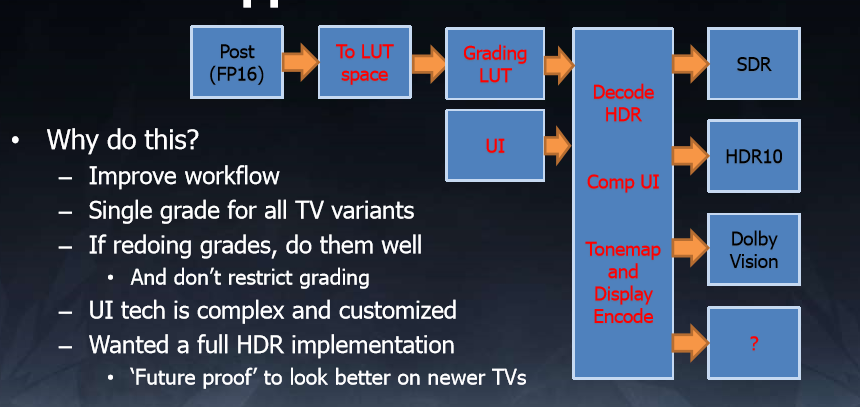 Post
(FP16)
To LUT
space
Grading
LUT
UI
Decode
HDR
Comp UI
Tonemap
and
Display
Encode
SDR
HDR10
Dolby
Vision
?
• Why do this?
– Improve workflow
– Single grade for all TV variants
– If redoing grades, do them well
• And don't restrict grading
– UI tech is complex and customized
– Wanted a full HDR implementation
• 'Future proof' to look better on newer TVs